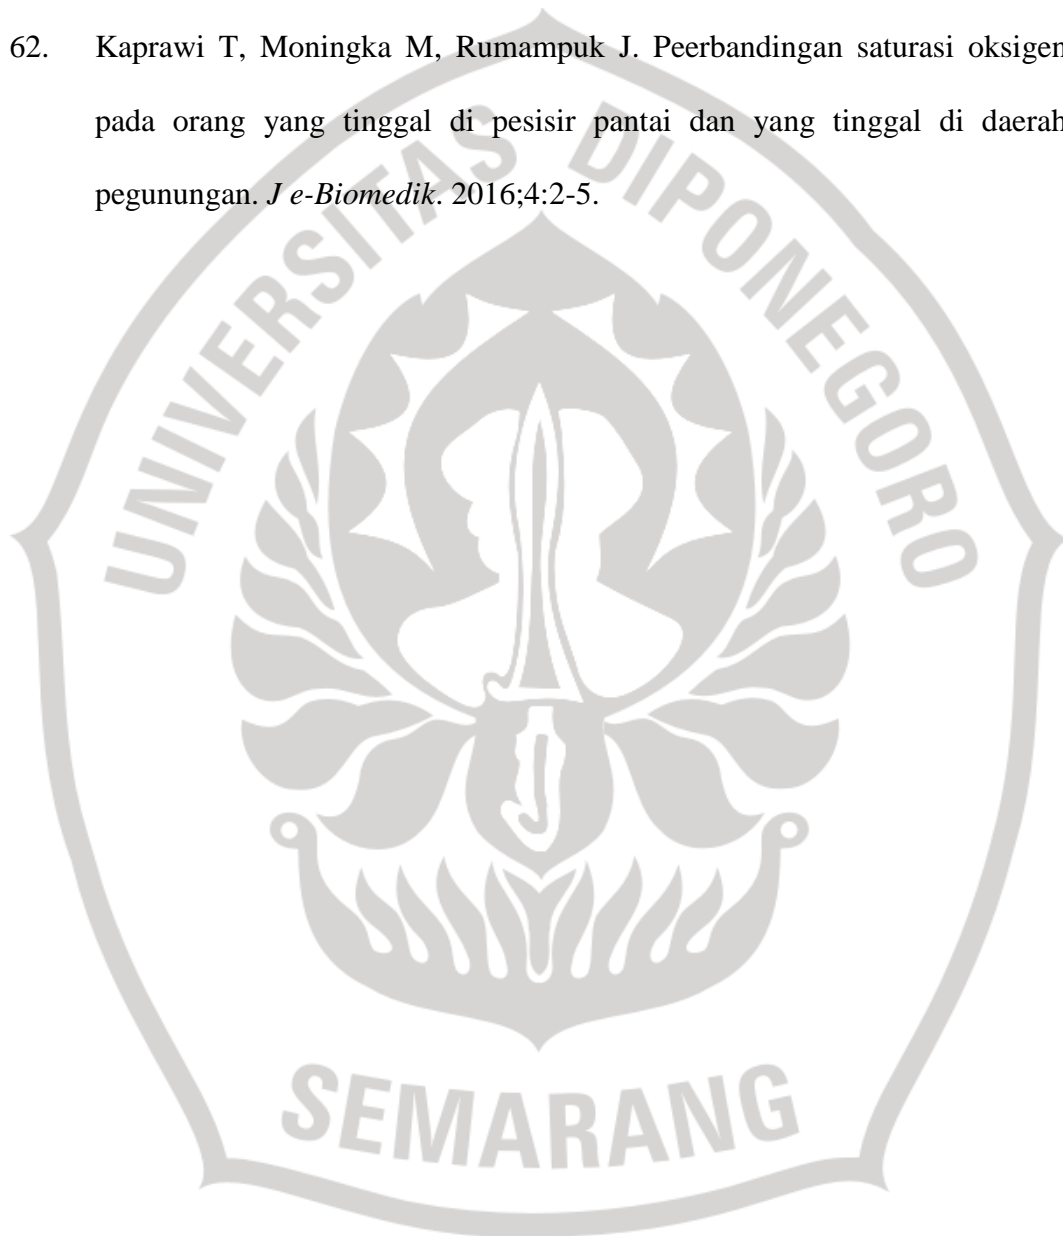 62. Kaprawi T, Moningka M, Rumampuk J. Peerbandingan saturasi oksigen
pada orang yang tinggal di pesisir pantai dan yang tinggal di daerah
pegunungan. J e-Biomedik. 2016;4:2-5.
UNIVERSITAS DIPONEGORO
SEMARANG